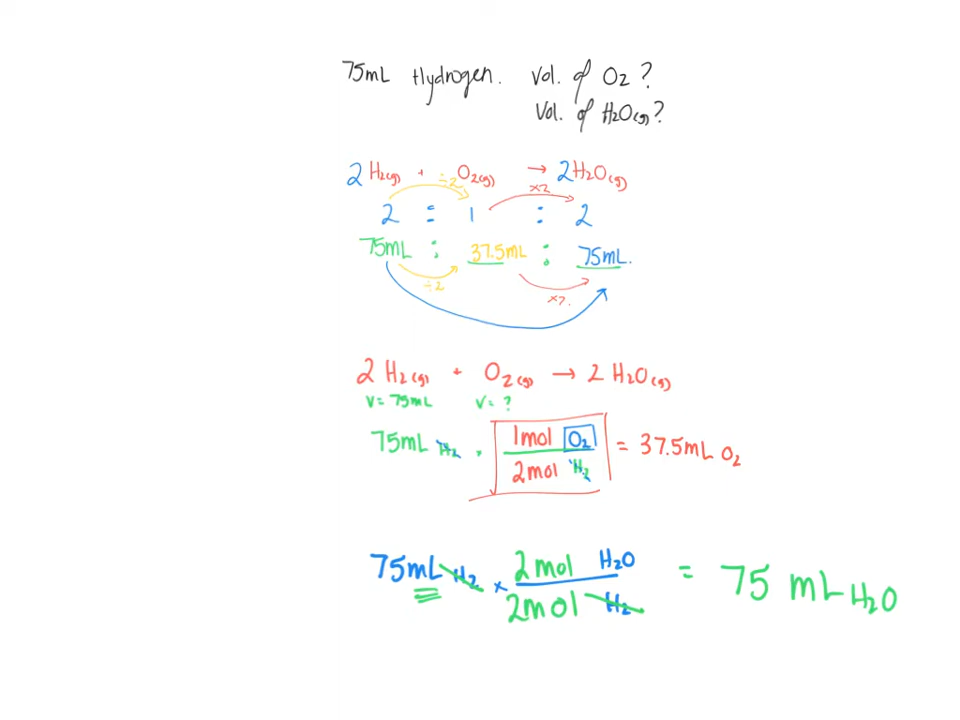 75mL Hydrogen. Vol. of O2 ?
Vol. of H2O(g) ?
2 H2(g) + O2(g) → 2H2O(g)
÷2 ×2
2 : 1 : 2
75mL : 37.5mL : 75mL.
÷2 ×2.
2 H2(g) + O2(g) → 2 H2O(g)
V = 75mL V = ?
75mL H2 · 1mol O2 = 37.5mL O2
2mol H2
75mL H2 × 2mol H2O = 75 mL H2O
2mol H2